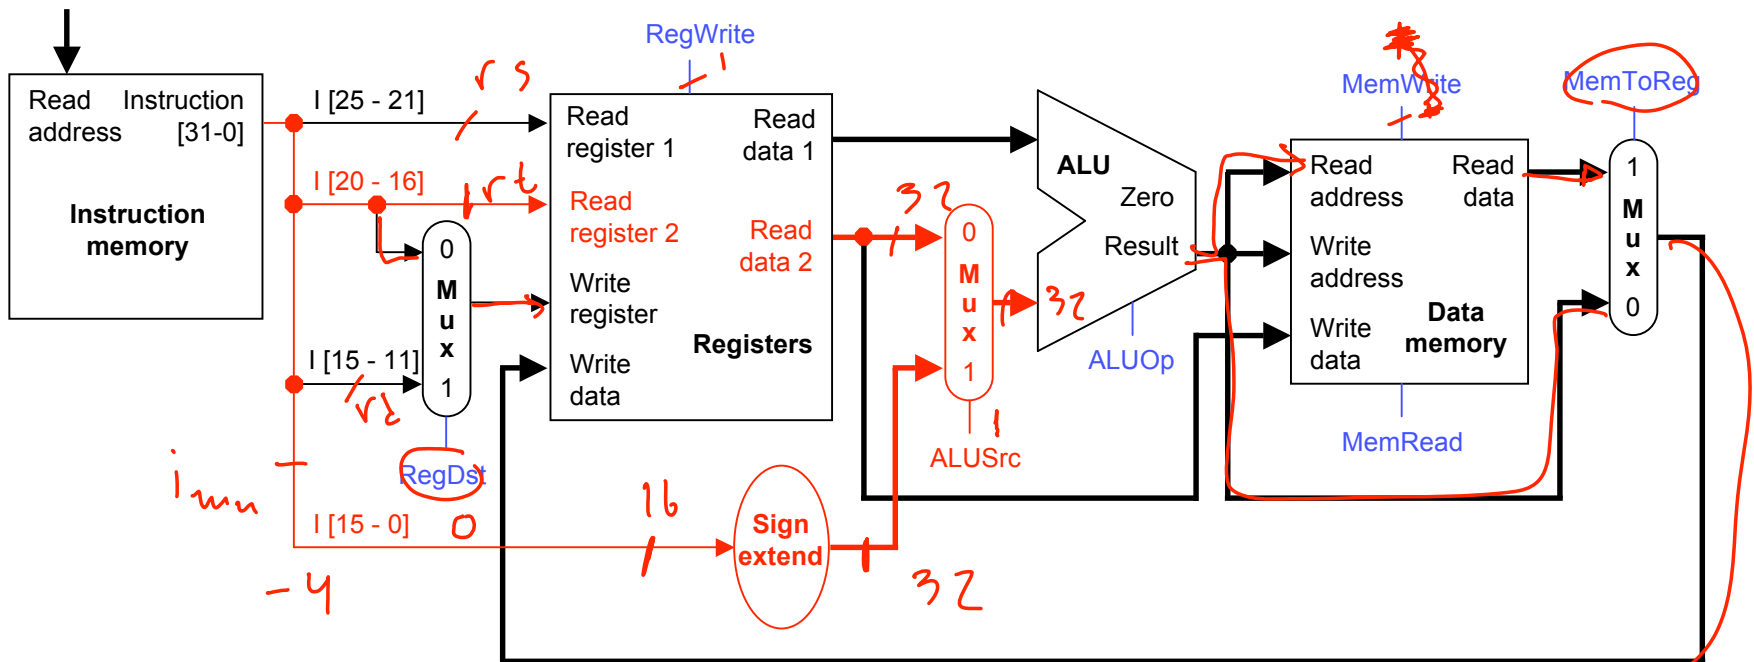 RegWrite
1
MemWrite
MemToReg
Read address
Instruction [31-0]
Instruction memory
I [25 - 21]
rs
I [20 - 16]
rt
I [15 - 11]
rd
imm
I [15 - 0]
-4
0
M
u
x
1
RegDst
0
Read register 1
Read data 1
Read register 2
Read data 2
Write register
Registers
Write data
16
Sign extend
32
32
0
M
u
x
1
1
ALUSrc
32
ALU
Zero
Result
ALUOp
Read address
Read data
Write address
Write data
Data memory
MemRead
1
M
u
x
0